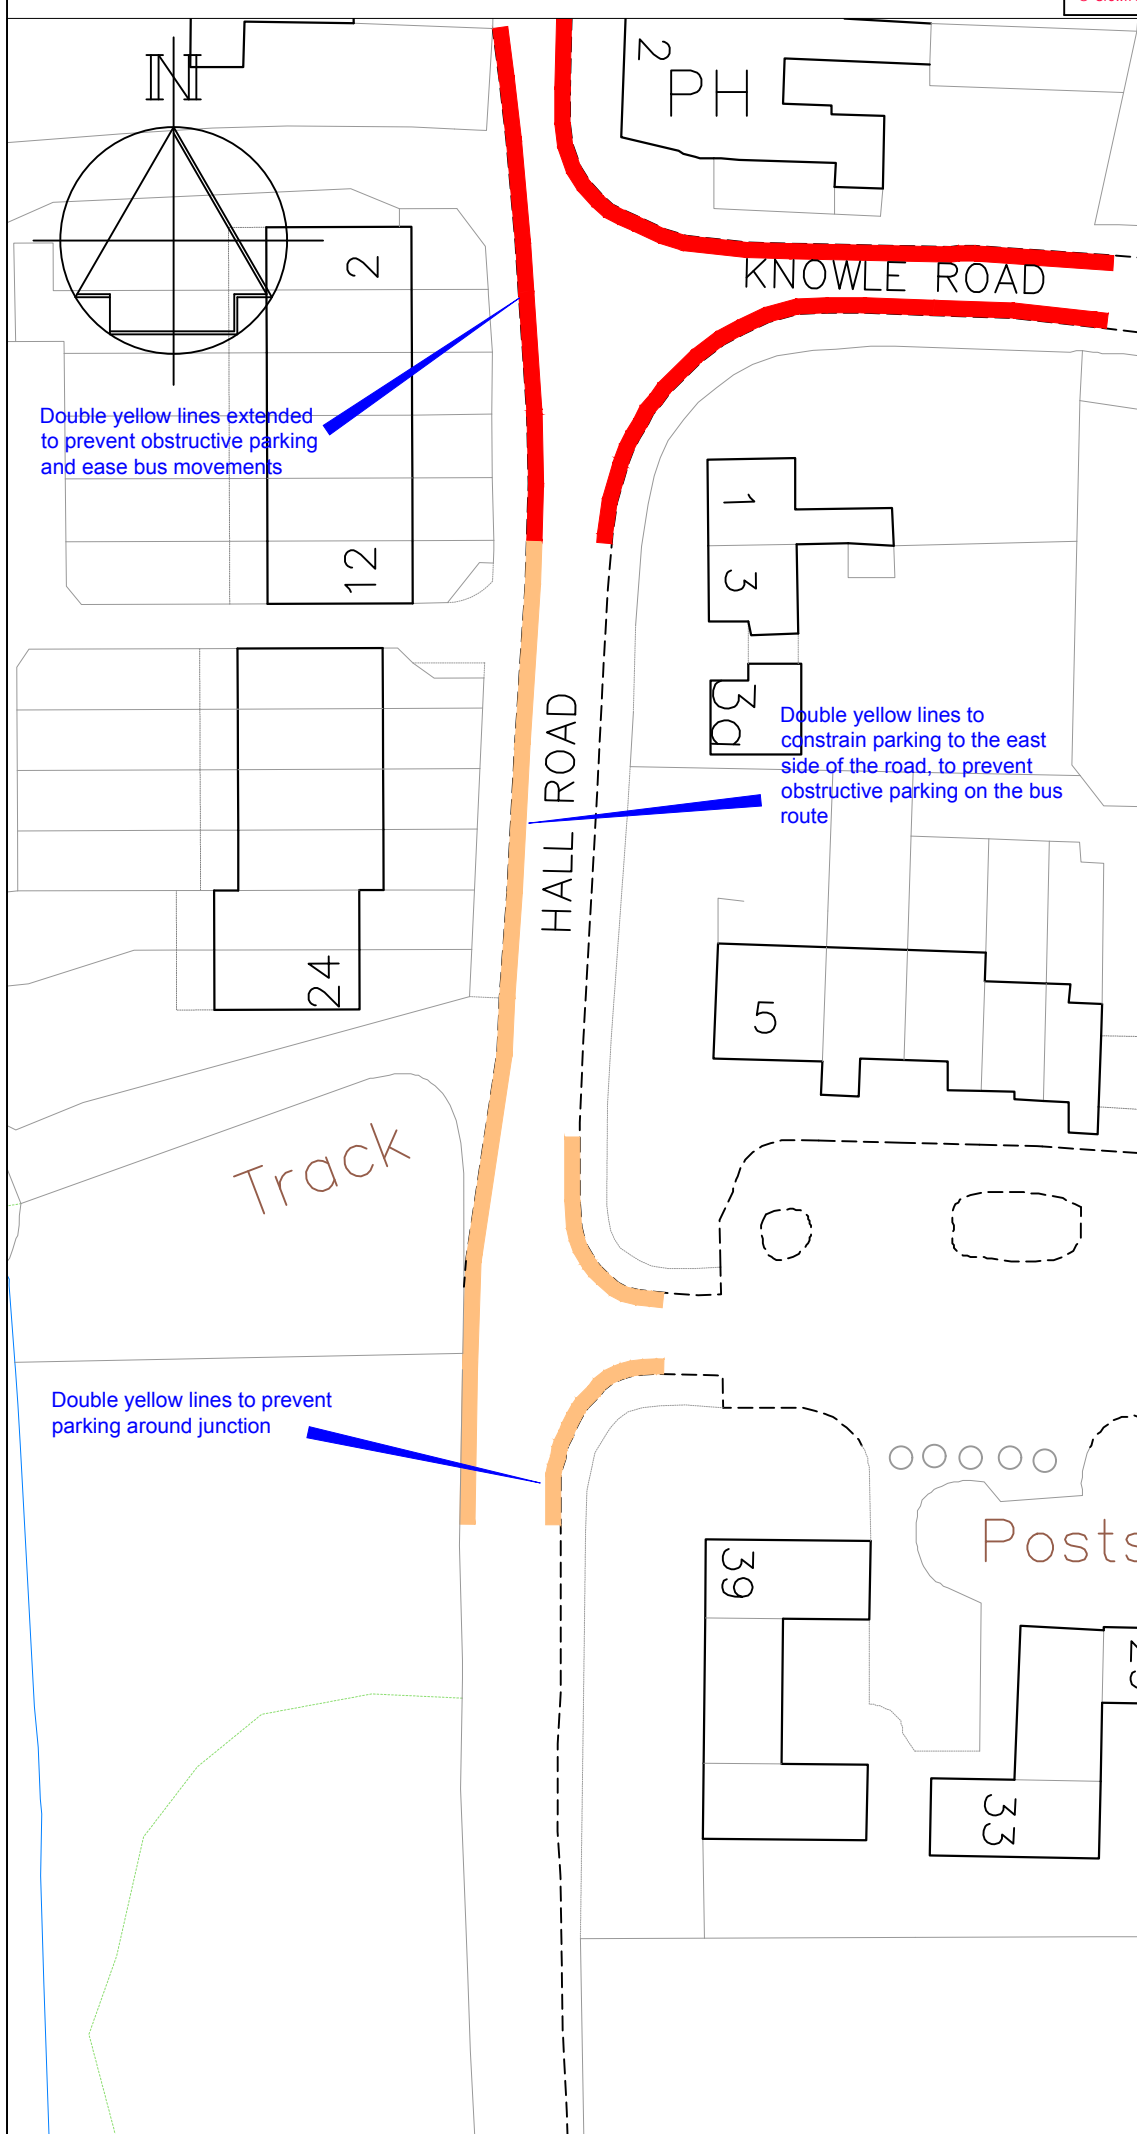 N
2
PH
KNOWLE ROAD
2
Double yellow lines extended
to prevent obstructive parking
and ease bus movements
1
12
3
3a
HALL ROAD
Double yellow lines to
constrain parking to the east
side of the road, to prevent
obstructive parking on the bus
route
24
5
Track
Double yellow lines to prevent
parking around junction
Posts
39
33